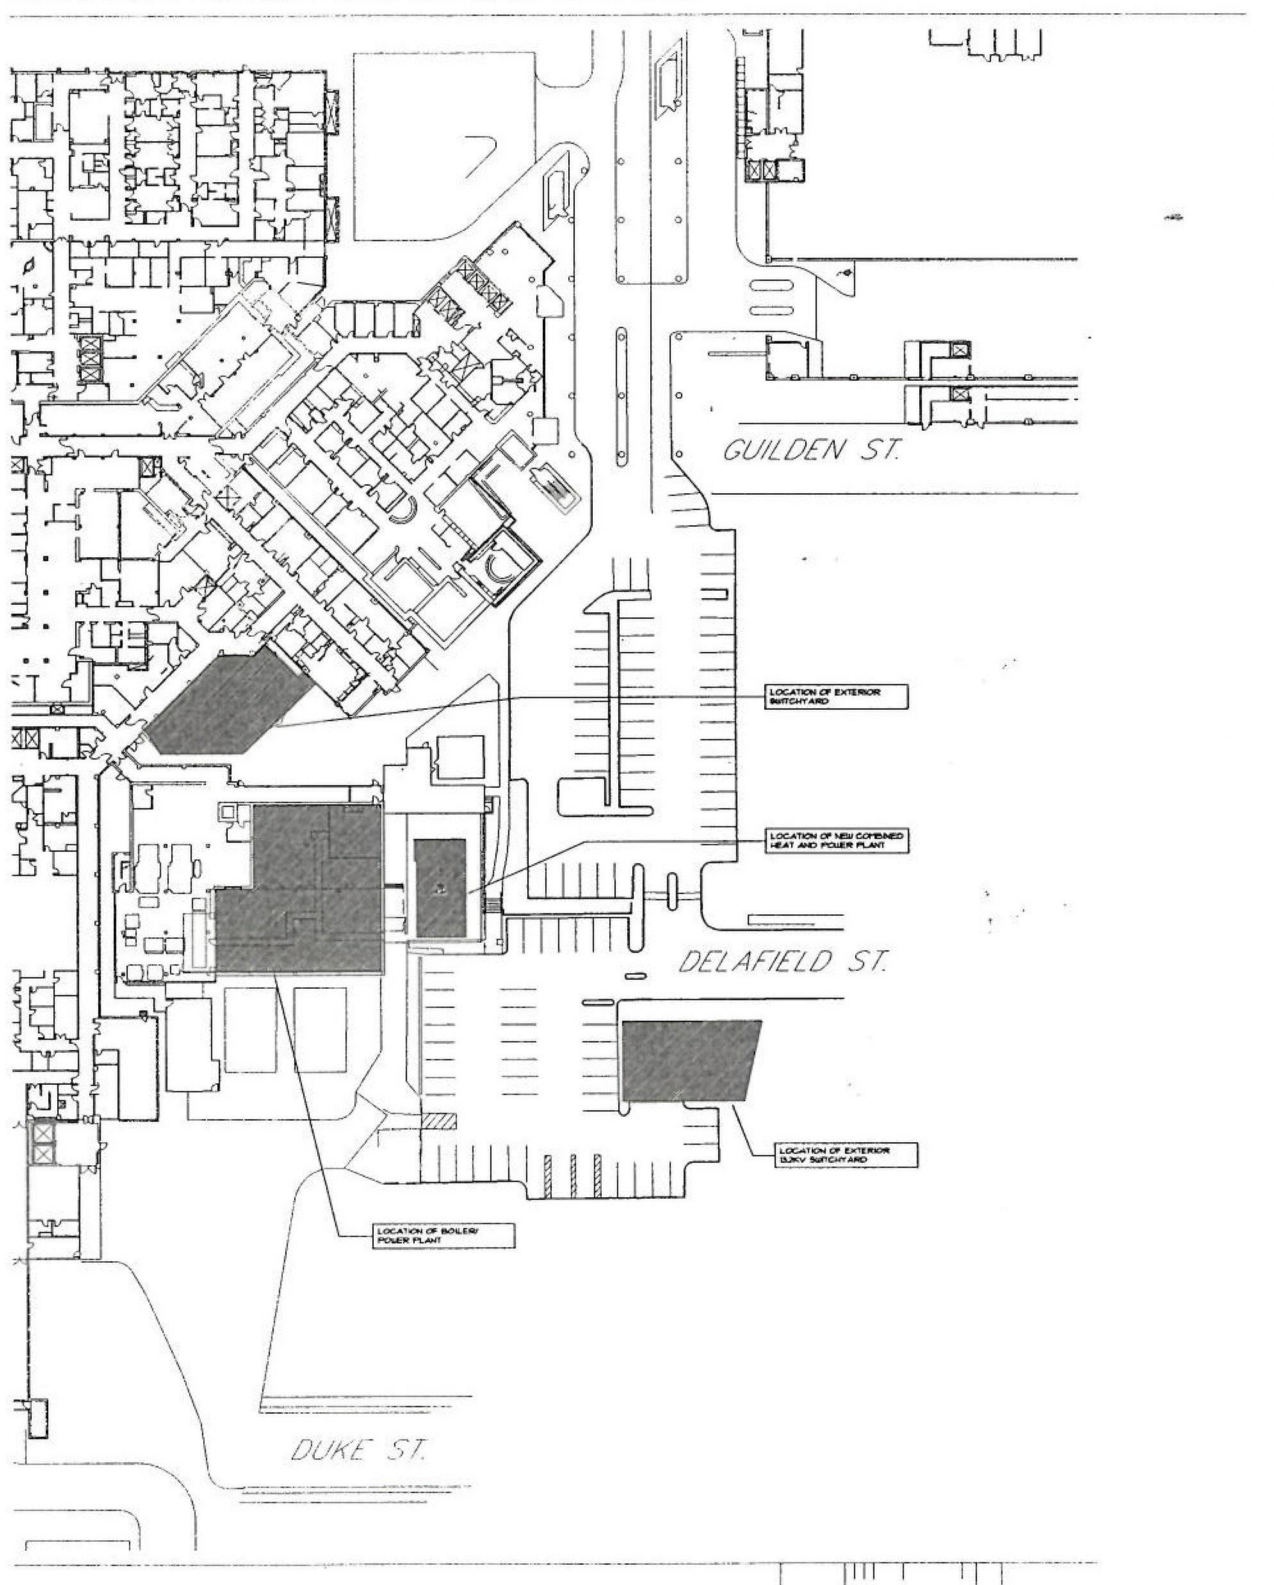 GUILDEN ST.
LOCATION OF EXTERIOR
SWITCHYARD
LOCATION OF NEW COMBINED
HEAT AND POWER PLANT
DELAFIELD ST.
LOCATION OF EXTERIOR
13.2KV SWITCHYARD
LOCATION OF BOILER/
POWER PLANT
DUKE ST.